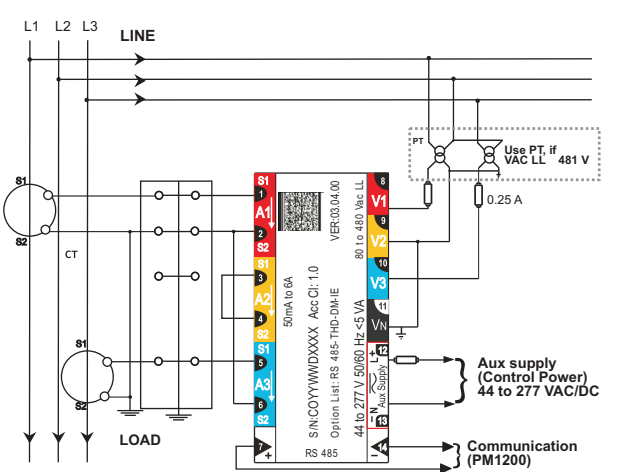 L1 L2 L3
LINE
PT
Use PT, if
VAC LL 481 V
0.25 A
S1
S2
CT
S1
S2
LOAD
S1
1
A1
2
S2
S1
3
A2
4
S2
S1
5
A3
6
S2
7
+
50mA to 6A
S/N:COYYWWDXXXX Acc Cl: 1.0
Option List: RS 485-THD-DM-IE
VER:03.04.00
80 to 480 Vac LL
44 to 277 V 50/60 Hz <5 VA
RS 485
8
V1
9
V2
10
V3
11
VN
12
L+
Aux Supply
N
13
14
Aux supply
(Control Power)
44 to 277 VAC/DC
Communication
(PM1200)